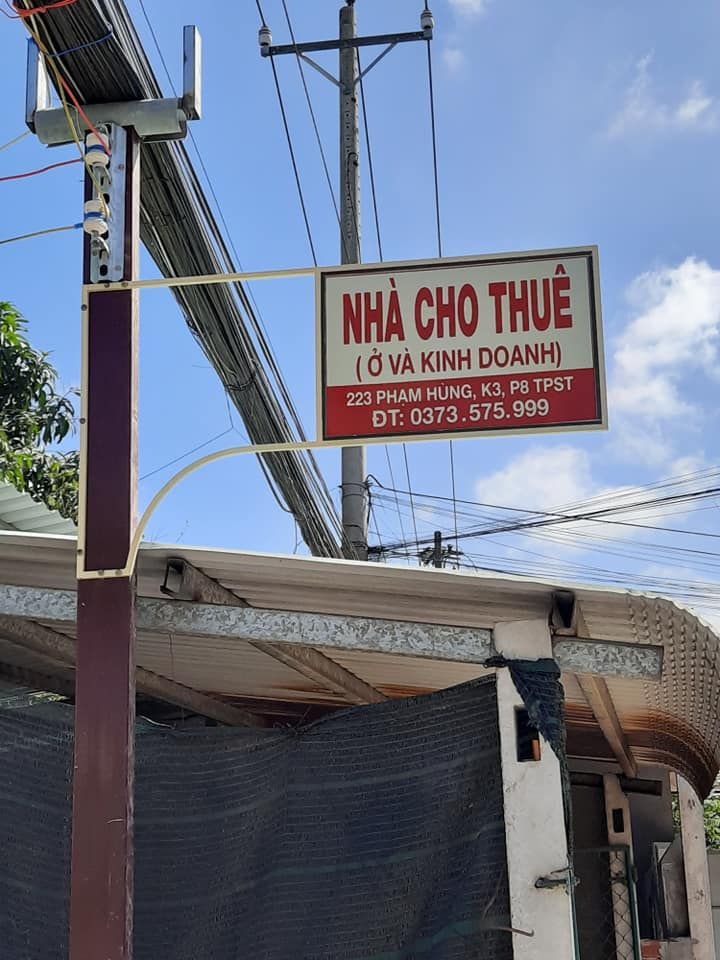 NHÀ CHO THUÊ
( Ở VÀ KINH DOANH)
223 PHẠM HÙNG, K3, P8 TPST
ĐT: 0373.575.999